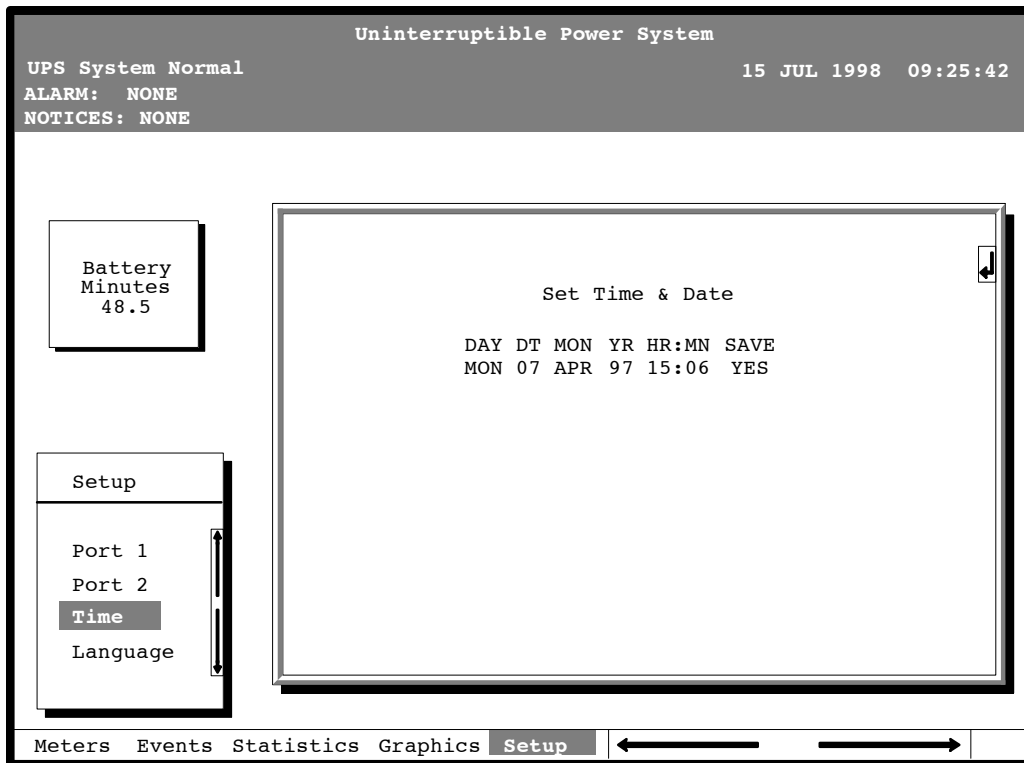 Uninterruptible Power System
UPS System Normal
15 JUL 1998 09:25:42
ALARM: NONE
NOTICES: NONE
Battery
Minutes
48.5
Set Time & Date
DAY DT MON YR HR:MN SAVE
MON 07 APR 97 15:06 YES
Setup
Port 1
Port 2
Time
Language
Meters Events Statistics Graphics Setup